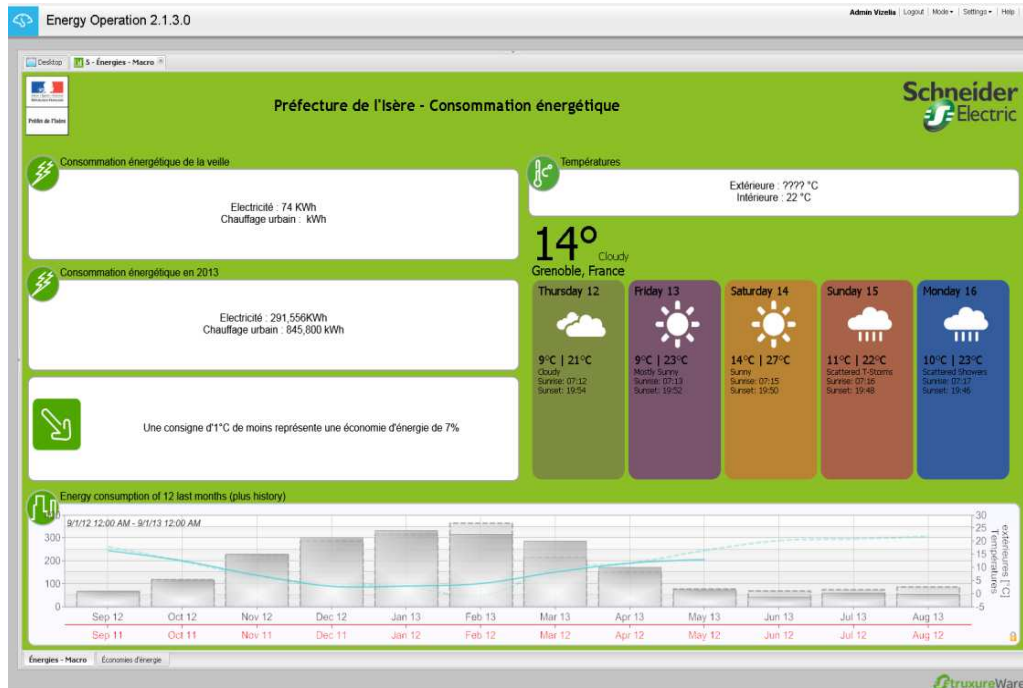 Energy Operation 2.1.3.0
Admin Vizelia | Logout | Mode | Settings | Help
Desktop
5 - Énergies - Macro
Préfecture de l'Isère - Consommation énergétique
Schneider
Electric
Consommation énergétique de la veille
Electricité : 74 KWh
Chauffage urbain : kWh
Températures
Extérieure : ???? °C
Intérieure : 22 °C
14°
Cloudy
Grenoble, France
Consommation énergétique en 2013
Electricité : 291,556KWh
Chauffage urbain : 845,800 kWh
Thursday 12
9°C | 21°C
Cloudy
Sunrise: 07:12
Sunset: 19:54
Friday 13
9°C | 23°C
Mostly Sunny
Sunrise: 07:13
Sunset: 19:52
Saturday 14
14°C | 27°C
Sunny
Sunrise: 07:15
Sunset: 19:50
Sunday 15
11°C | 22°C
Scattered T-Storms
Sunrise: 07:16
Sunset: 19:48
Monday 16
10°C | 23°C
Scattered Showers
Sunrise: 07:17
Sunset: 19:46
Une consigne d'1°C de moins représente une économie d'énergie de 7%
Energy consumption of 12 last months (plus history)
9/1/12 12:00 AM - 9/1/13 12:00 AM
300
200
100
0
30
25
20
15
10
5
0
-5
extérieures [°C]
Températures
Sep 12 Oct 12 Nov 12 Dec 12 Jan 13 Feb 13 Mar 13 Apr 13 May 13 Jun 13 Jul 13 Aug 13
Sep 11 Oct 11 Nov 11 Dec 11 Jan 12 Feb 12 Mar 12 Apr 12 May 12 Jun 12 Jul 12 Aug 12
Énergies - Macro
Économies d'énergie
StruxureWare